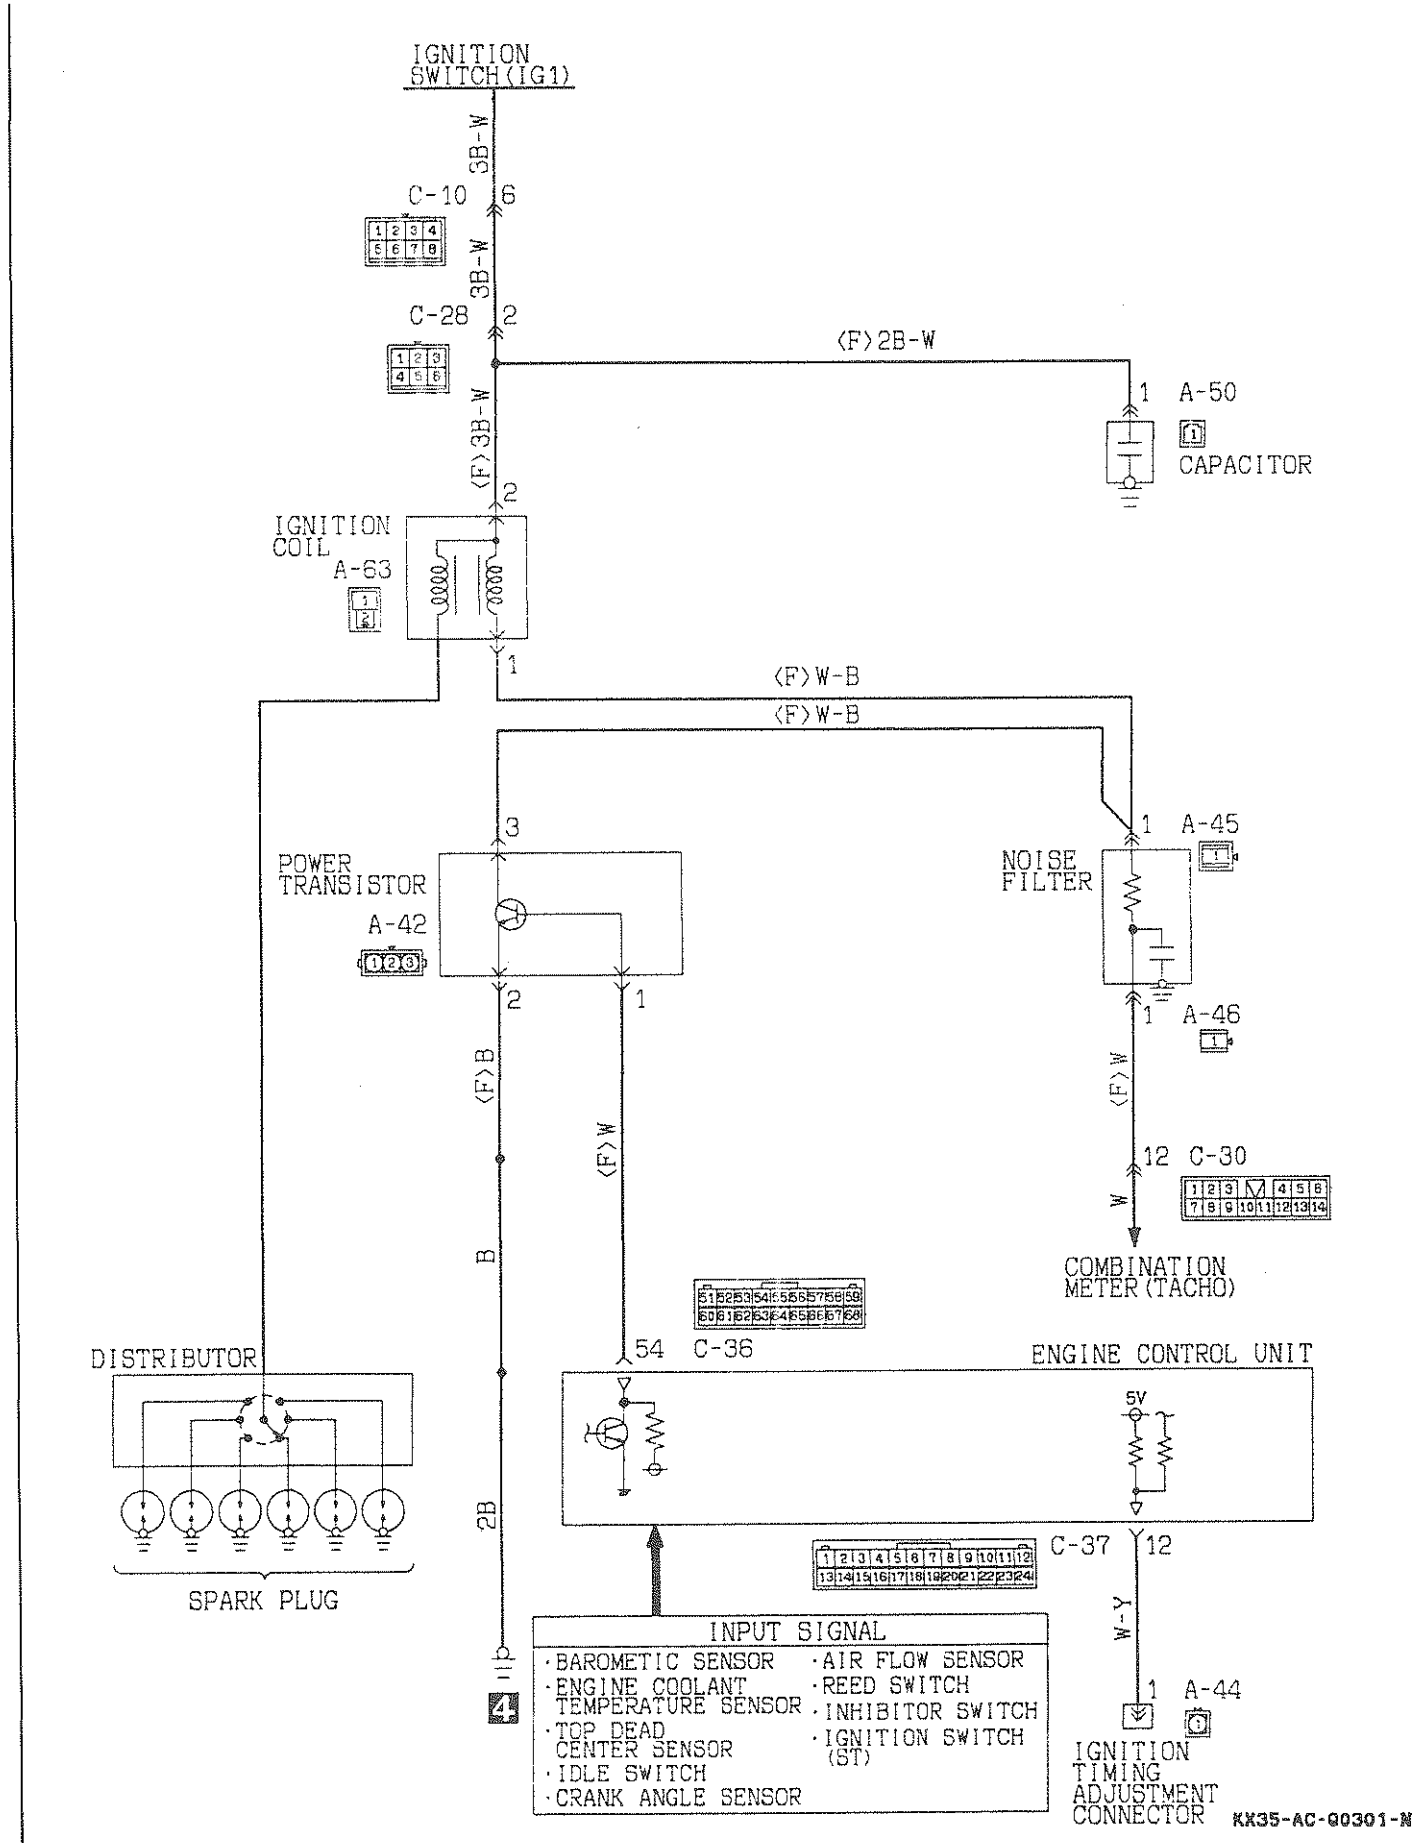 IGNITION
SWITCH(IG1)
3B-W
C-10 6
1 2 3 4
5 6 7 8
3B-W
C-28 2
1 2 3
4 5 6
<F>2B-W
1 A-50
1
CAPACITOR
<F>3B-W
2
IGNITION
COIL
A-63
1
2
1
<F>W-B
<F>W-B
3
1 A-45
1
POWER
TRANSISTOR
A-42
1 2 3
NOISE
FILTER
2
1
1 A-46
1
<F>B
<F>W
<F>W
12 C-30
1 2 3 4 5 6
7 8 9 10 11 12 13 14
W
B
COMBINATION
METER(TACHO)
51 52 53 54 55 56 57 58 59
60 61 62 63 64 65 66 67 68
54 C-36
DISTRIBUTOR
ENGINE CONTROL UNIT
5V
2B
C-37 12
1 2 3 4 5 6 7 8 9 10 11 12
13 14 15 16 17 18 19 20 21 22 23 24
SPARK PLUG
W-Y
INPUT SIGNAL
·BAROMETIC SENSOR
·ENGINE COOLANT
TEMPERATURE SENSOR
·TOP DEAD
CENTER SENSOR
·IDLE SWITCH
·CRANK ANGLE SENSOR
·AIR FLOW SENSOR
·REED SWITCH
·INHIBITOR SWITCH
·IGNITION SWITCH
(ST)
4
1 A-44
1
IGNITION
TIMING
ADJUSTMENT
CONNECTOR
KX35-AC-Q0301-N